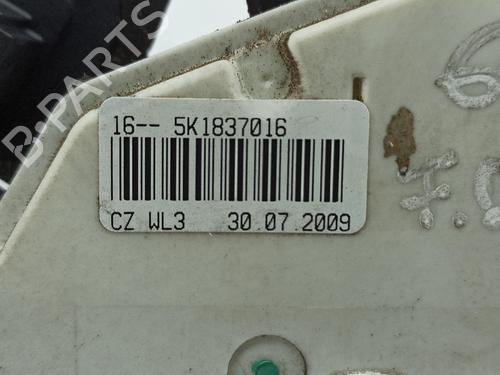 B-PARTS
16-- 5K1837016
CZ WL3 30.07.2009